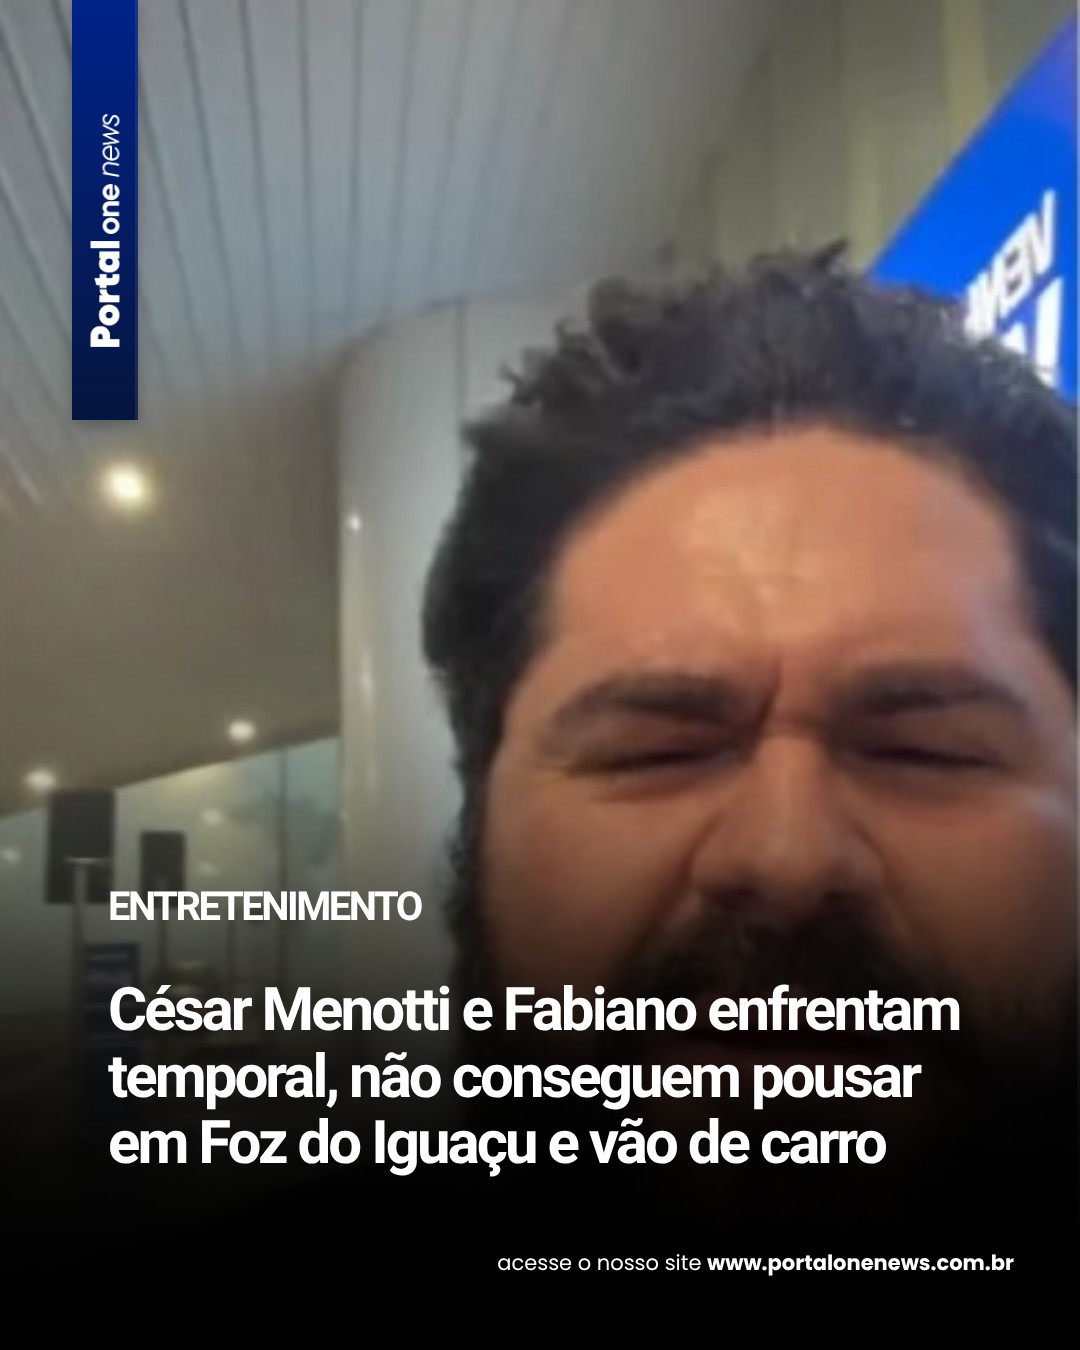 Portal one news
ENTRETENIMENTO
César Menotti e Fabiano enfrentam
temporal, não conseguem pousar
em Foz do Iguaçu e vão de carro
acesse o nosso site www.portalonenews.com.br